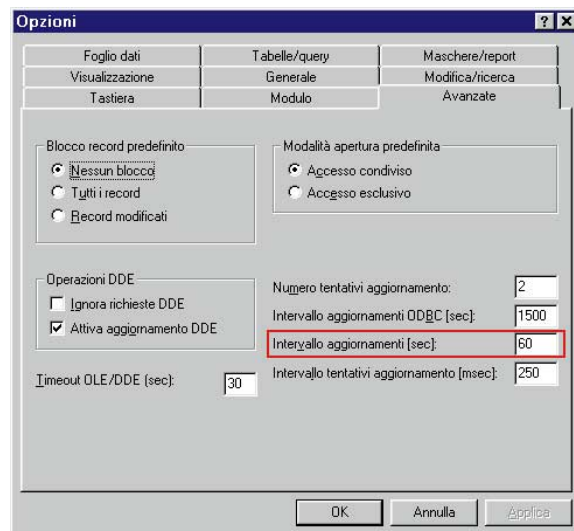 Opzioni
Foglio dati
Tabelle/query
Maschere/report
Visualizzazione
Generale
Modifica/ricerca
Tastiera
Modulo
Avanzate
Blocco record predefinito
Nessun blocco
Tutti i record
Record modificati
Modalità apertura predefinita
Accesso condiviso
Accesso esclusivo
Operazioni DDE
Ignora richieste DDE
Attiva aggiornamento DDE
Timeout OLE/DDE (sec): 30
Numero tentativi aggiornamento: 2
Intervallo aggiornamenti ODBC [sec]: 1500
Intervallo aggiornamenti [sec]: 60
Intervallo tentativi aggiornamento [msec]: 250
OK
Annulla
Applica